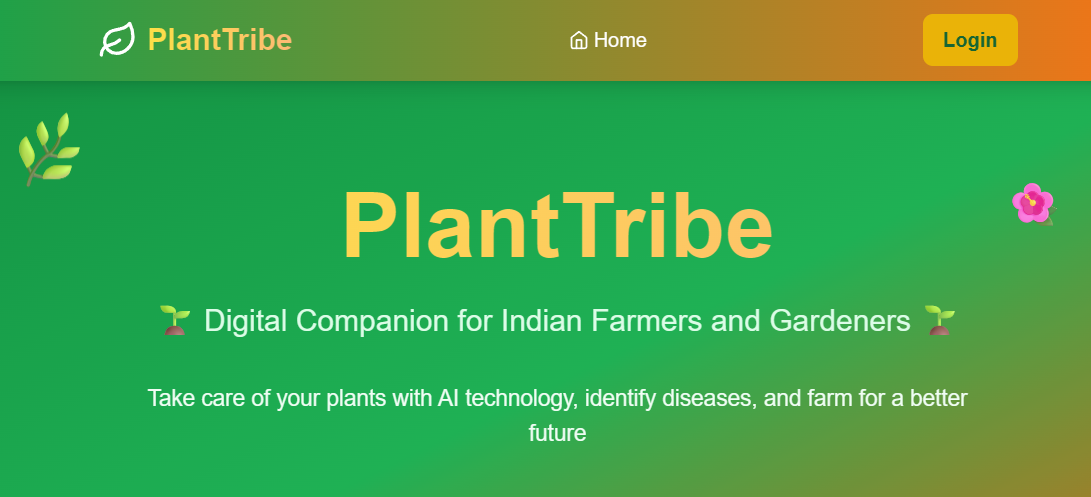 PlantTribe
Home
Login
PlantTribe
Digital Companion for Indian Farmers and Gardeners
Take care of your plants with AI technology, identify diseases, and farm for a better
future